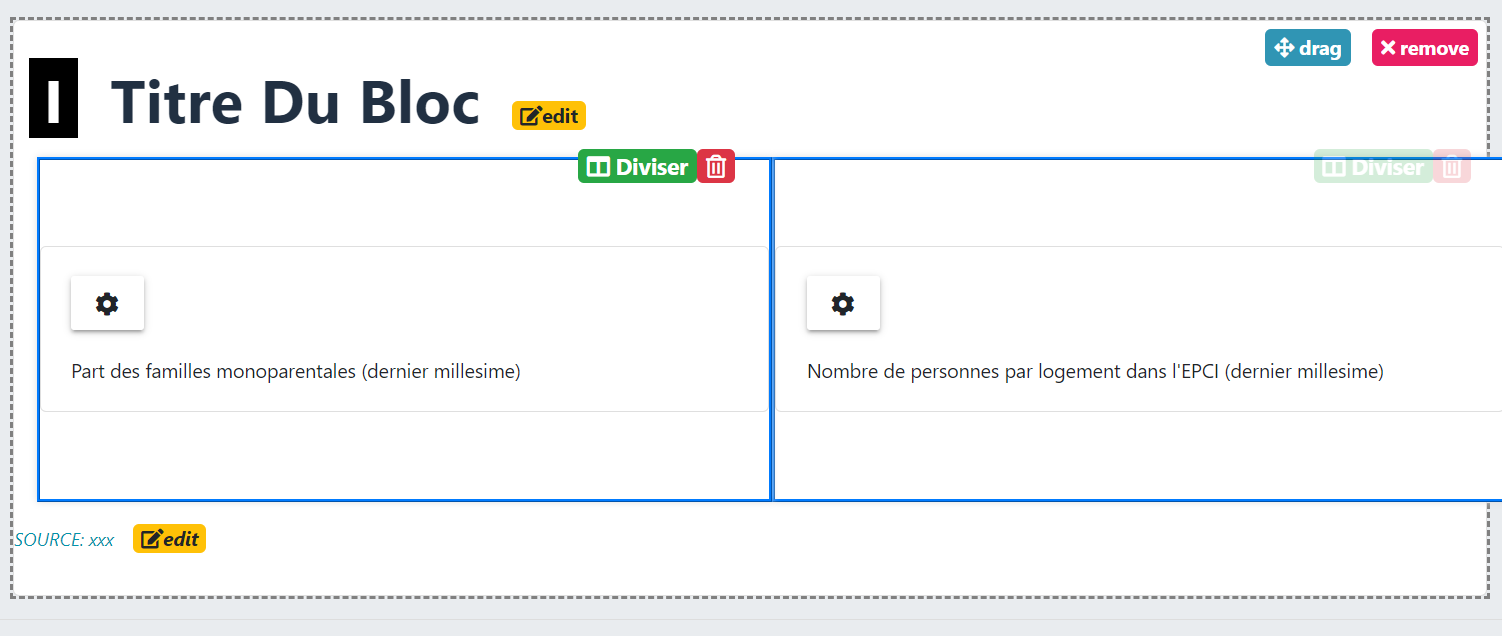 drag remove
I Titre Du Bloc edit
Diviser Diviser
Part des familles monoparentales (dernier millesime) Nombre de personnes par logement dans l'EPCI (dernier millesime)
SOURCE: xxx edit